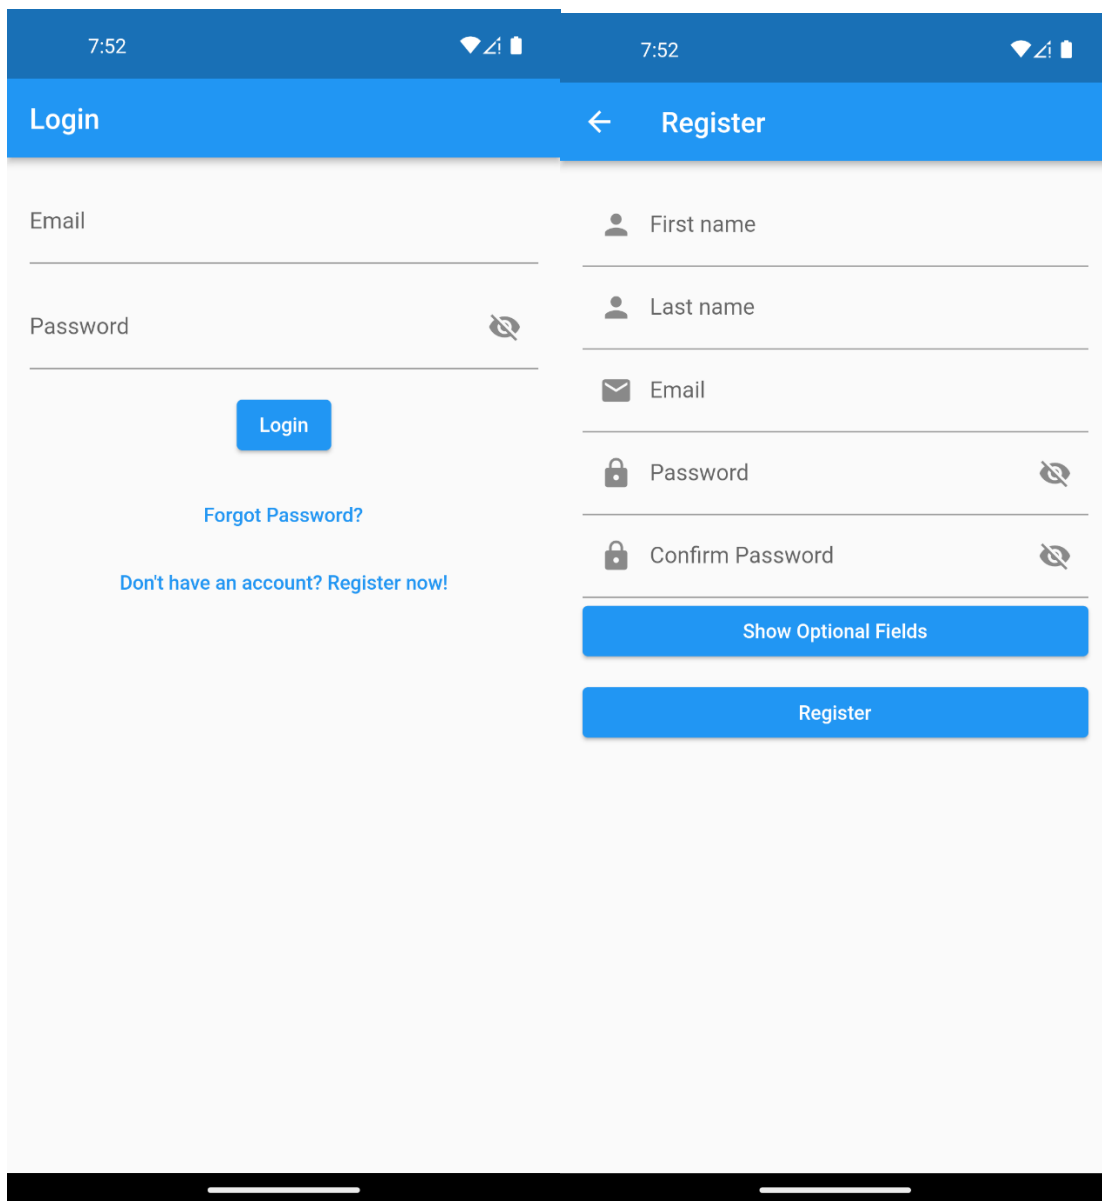 7:52
Login
Email
Password
Login
Forgot Password?
Don't have an account? Register now!
7:52
Register
First name
Last name
Email
Password
Confirm Password
Show Optional Fields
Register